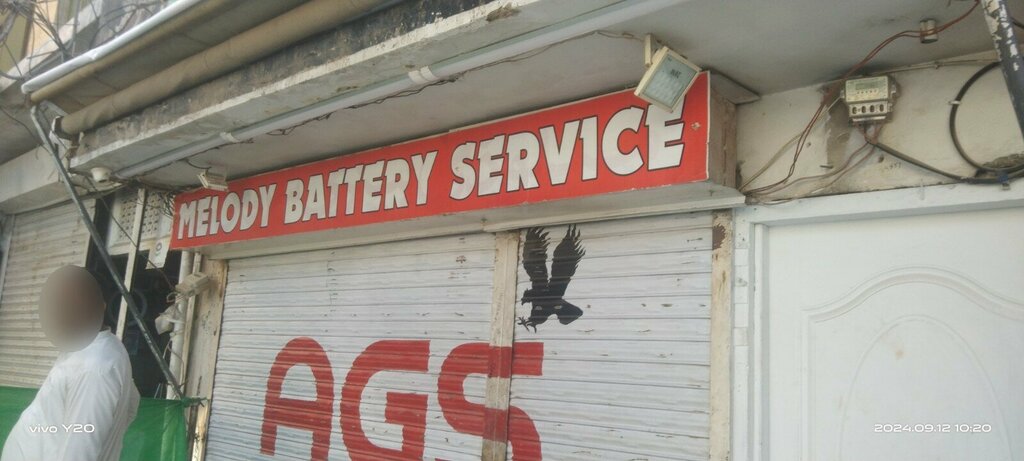 MELODY BATTERY SERVICE
AGS
vivo Y20
2024.09.12 10:20